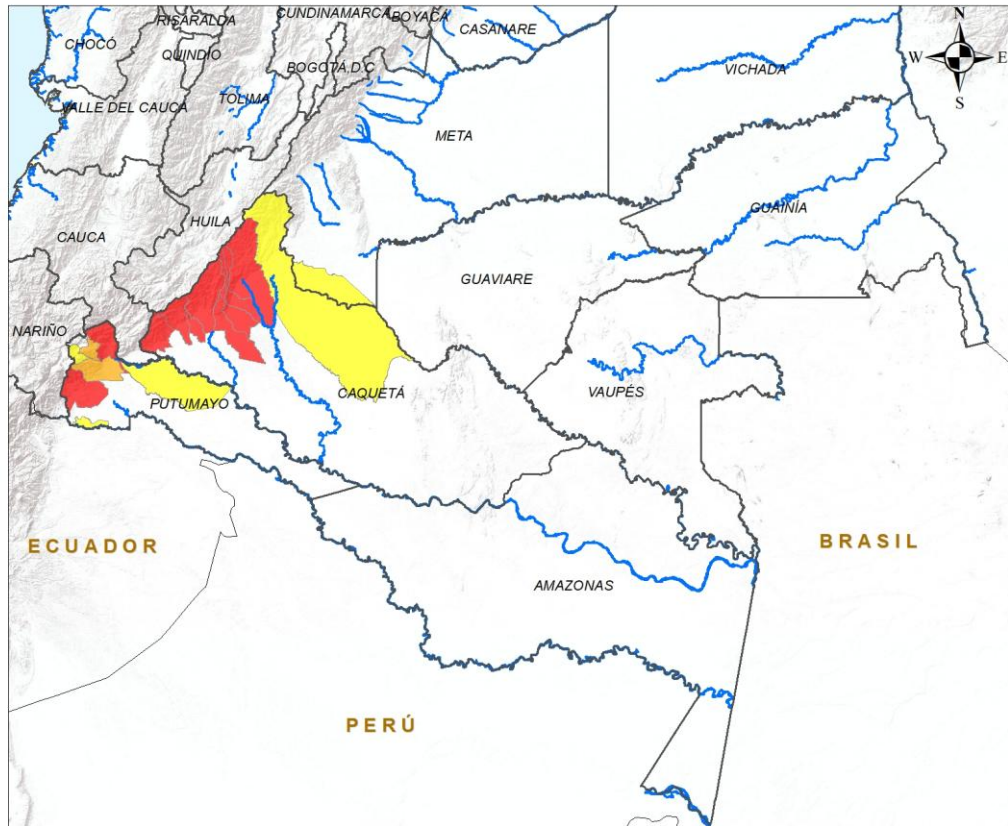 CUNDINAMARCA
BOYACÁ
RISARALDA
CASANARE
N
CHOCÓ
QUINDÍO
BOGOTÁ D.C
VICHADA
W
E
S
VALLE DEL CAUCA
TOLIMA
META
HUILA
GUAINÍA
CAUCA
GUAVIARE
NARIÑO
CAQUETÁ
VAUPÉS
PUTUMAYO
ECUADOR
BRASIL
AMAZONAS
PERÚ